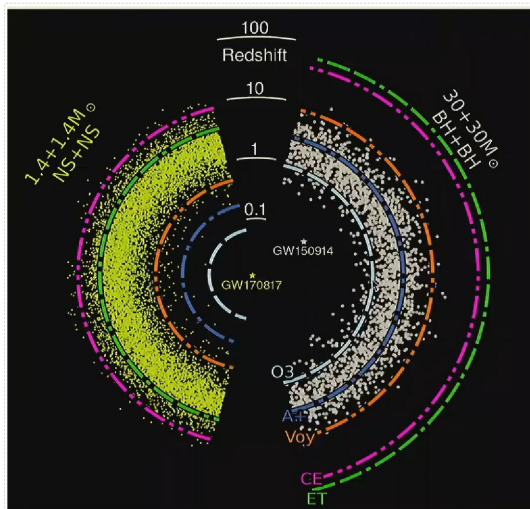 100
Redshift
10
1
0.1
1.4+1.4M⊙
NS+NS
30+30M⊙
BH+BH
GW150914
GW170817
O3
A+
Voy
CE
ET